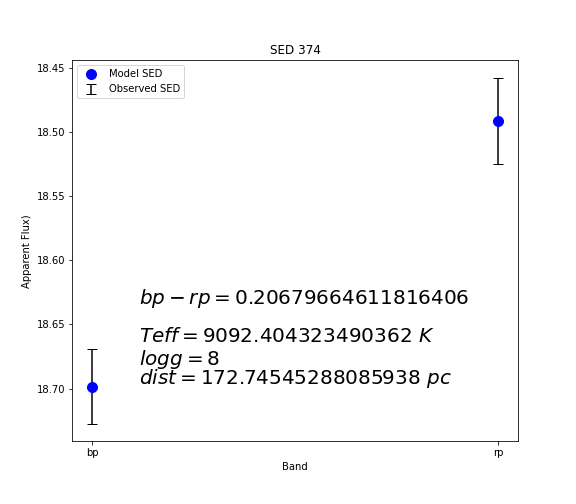 SED 374
18.45
Model SED
Observed SED
18.50
18.55
Apparent Flux)
18.60
bp − rp = 0.20679664611816406
18.65
Teff = 9092.404323490362 K
logg = 8
dist = 172.74545288085938 pc
18.70
bp
rp
Band